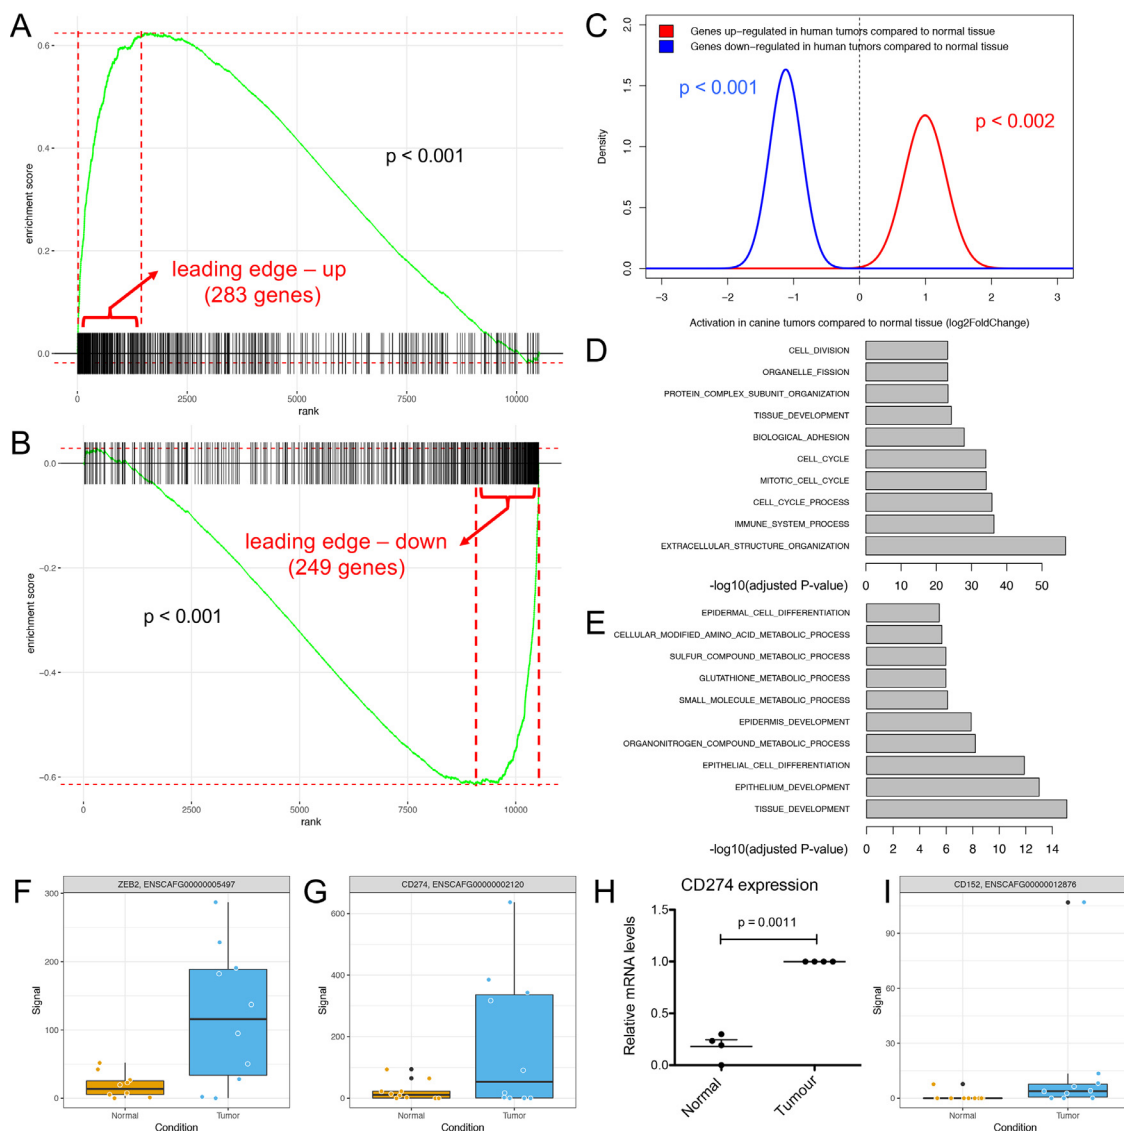 A
0.6
0.4
0.2
0.0
enrichment score
p < 0.001
leading edge – up
(283 genes)
0
2500
5000
7500
10000
rank
B
0.0
−0.2
−0.4
−0.6
enrichment score
leading edge – down
(249 genes)
p < 0.001
0
2500
5000
7500
10000
rank
C
2.0
1.5
1.0
0.5
0.0
Density
Genes up−regulated in human tumors compared to normal tissue
Genes down−regulated in human tumors compared to normal tissue
p < 0.001
p < 0.002
−3
−2
−1
0
1
2
3
Activation in canine tumors compared to normal tissue (log2FoldChange)
D
CELL_DIVISION
ORGANELLE_FISSION
PROTEIN_COMPLEX_SUBUNIT_ORGANIZATION
TISSUE_DEVELOPMENT
BIOLOGICAL_ADHESION
CELL_CYCLE
MITOTIC_CELL_CYCLE
CELL_CYCLE_PROCESS
IMMUNE_SYSTEM_PROCESS
EXTRACELLULAR_STRUCTURE_ORGANIZATION
-log10(adjusted P-value)
0 10 20 30 40 50
E
EPIDERMAL_CELL_DIFFERENTIATION
CELLULAR_MODIFIED_AMINO_ACID_METABOLIC_PROCESS
SULFUR_COMPOUND_METABOLIC_PROCESS
GLUTATHIONE_METABOLIC_PROCESS
SMALL_MOLECULE_METABOLIC_PROCESS
EPIDERMIS_DEVELOPMENT
ORGANONITROGEN_COMPOUND_METABOLIC_PROCESS
EPITHELIAL_CELL_DIFFERENTIATION
EPITHELIUM_DEVELOPMENT
TISSUE_DEVELOPMENT
-log10(adjusted P-value)
0 2 4 6 8 10 12 14
F
ZEB2, ENSCAFG00000005497
300
200
100
0
Signal
Normal
Tumor
Condition
G
CD274, ENSCAFG00000002120
600
400
200
0
Signal
Normal
Tumor
Condition
H
CD274 expression
p = 0.0011
1.5
1.0
0.5
0.0
Relative mRNA levels
Normal
Tumour
I
CD152, ENSCAFG00000012876
90
60
30
0
Signal
Normal
Tumor
Condition